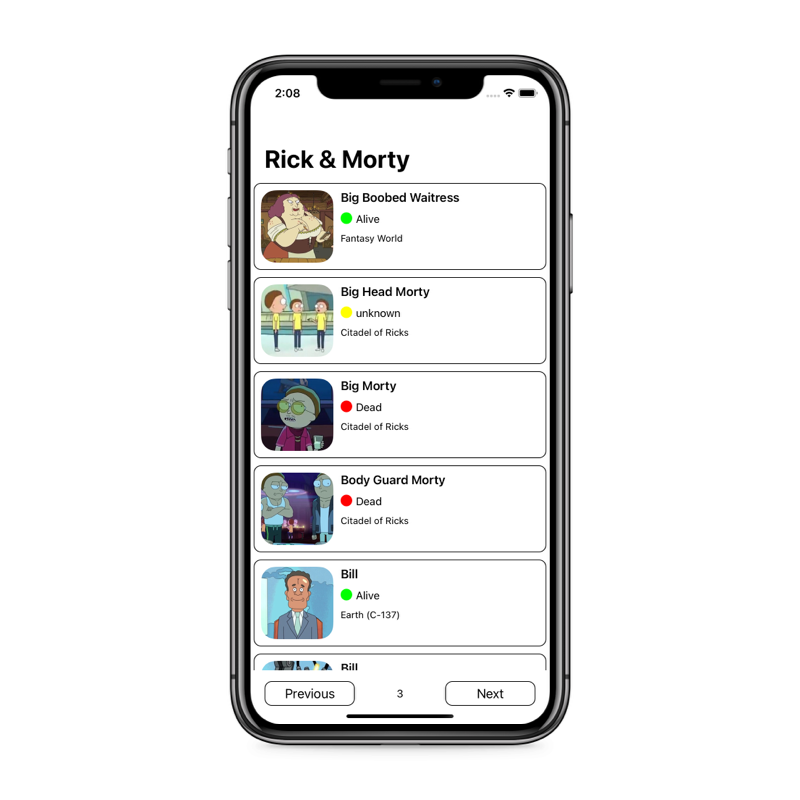 2:08
Rick & Morty
Big Boobed Waitress
Alive
Fantasy World
Big Head Morty
unknown
Citadel of Ricks
Big Morty
Dead
Citadel of Ricks
Body Guard Morty
Dead
Citadel of Ricks
Bill
Alive
Earth (C-137)
Bill
Previous
3
Next